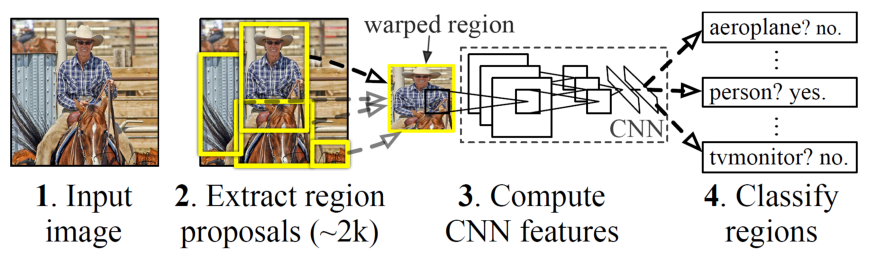 warped region
aeroplane? no.
person? yes.
CNN
tvmonitor? no.
1. Input
image
2. Extract region
proposals (~2k)
3. Compute
CNN features
4. Classify
regions